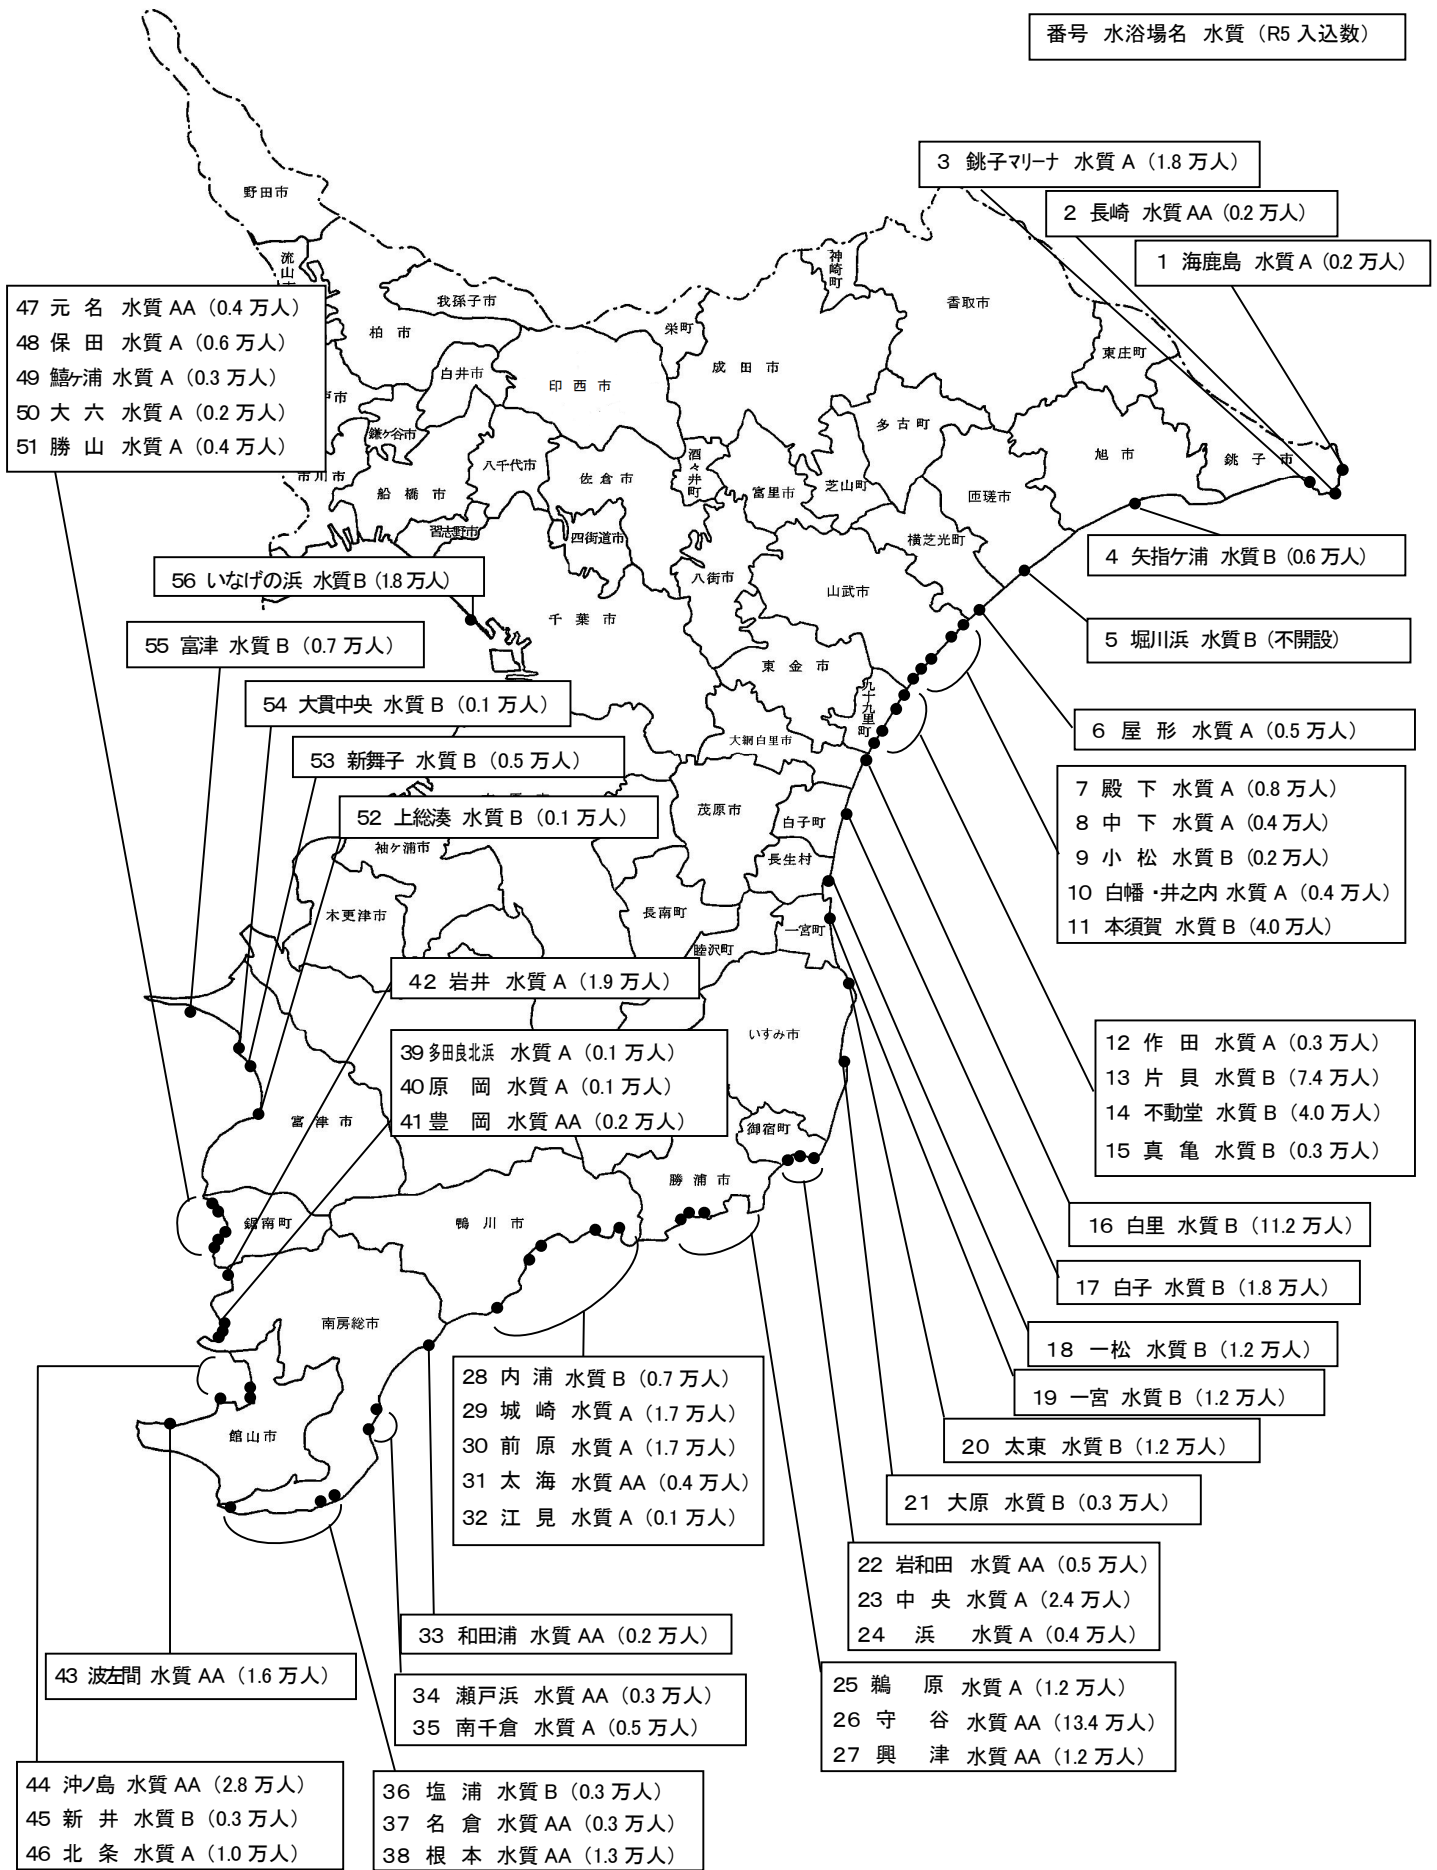 番号 水浴場名 水質（R5 入込数）
3 銚子マリーナ 水質 A（1.8 万人）
2 長崎 水質 AA（0.2 万人）
1 海鹿島 水質 A（0.2 万人）
野田市
流山市
我孫子市
柏市
神崎町
香取市
栄町
成田市
東庄町
47 元名 水質 AA（0.4 万人）
48 保田 水質 A（0.6 万人）
49 鱚ケ浦 水質 A（0.3 万人）
50 大六 水質 A（0.2 万人）
51 勝山 水質 A（0.4 万人）
白井市
印西市
戸市
鎌ケ谷市
多古町
旭市
銚子市
市川市
船橋市
八千代市
佐倉市
酒々井町
富里市
芝山町
匝瑳市
習志野市
四街道市
横芝光町
4 矢指ケ浦 水質 B（0.6 万人）
56 いなげの浜 水質 B（1.8 万人）
八街市
山武市
千葉市
5 堀川浜 水質 B（不開設）
55 富津 水質 B（0.7 万人）
東金市
九十九里町
54 大貫中央 水質 B（0.1 万人）
大網白里市
6 屋形 水質 A（0.5 万人）
53 新舞子 水質 B（0.5 万人）
7 殿下 水質 A（0.8 万人）
8 中下 水質 A（0.4 万人）
9 小松 水質 B（0.2 万人）
10 白幡・井之内 水質 A（0.4 万人）
11 本須賀 水質 B（4.0 万人）
52 上総湊 水質 B（0.1 万人）
茂原市
白子町
袖ケ浦市
長生村
木更津市
長南町
一宮町
睦沢町
42 岩井 水質 A（1.9 万人）
いすみ市
39 多田良北浜 水質 A（0.1 万人）
40 原岡 水質 A（0.1 万人）
41 豊岡 水質 AA（0.2 万人）
12 作田 水質 A（0.3 万人）
13 片貝 水質 B（7.4 万人）
14 不動堂 水質 B（4.0 万人）
15 真亀 水質 B（0.3 万人）
富津市
御宿町
勝浦市
鋸南町
鴨川市
16 白里 水質 B（11.2 万人）
17 白子 水質 B（1.8 万人）
南房総市
18 一松 水質 B（1.2 万人）
28 内浦 水質 B（0.7 万人）
29 城崎 水質 A（1.7 万人）
30 前原 水質 A（1.7 万人）
31 太海 水質 AA（0.4 万人）
32 江見 水質 A（0.1 万人）
19 一宮 水質 B（1.2 万人）
館山市
20 太東 水質 B（1.2 万人）
21 大原 水質 B（0.3 万人）
22 岩和田 水質 AA（0.5 万人）
23 中央 水質 A（2.4 万人）
24 浜 水質 A（0.4 万人）
33 和田浦 水質 AA（0.2 万人）
43 波左間 水質 AA（1.6 万人）
34 瀬戸浜 水質 AA（0.3 万人）
35 南千倉 水質 A（0.5 万人）
25 鵜原 水質 A（1.2 万人）
26 守谷 水質 AA（13.4 万人）
27 興津 水質 AA（1.2 万人）
44 沖ノ島 水質 AA（2.8 万人）
45 新井 水質 B（0.3 万人）
46 北条 水質 A（1.0 万人）
36 塩浦 水質 B（0.3 万人）
37 名倉 水質 AA（0.3 万人）
38 根本 水質 AA（1.3 万人）